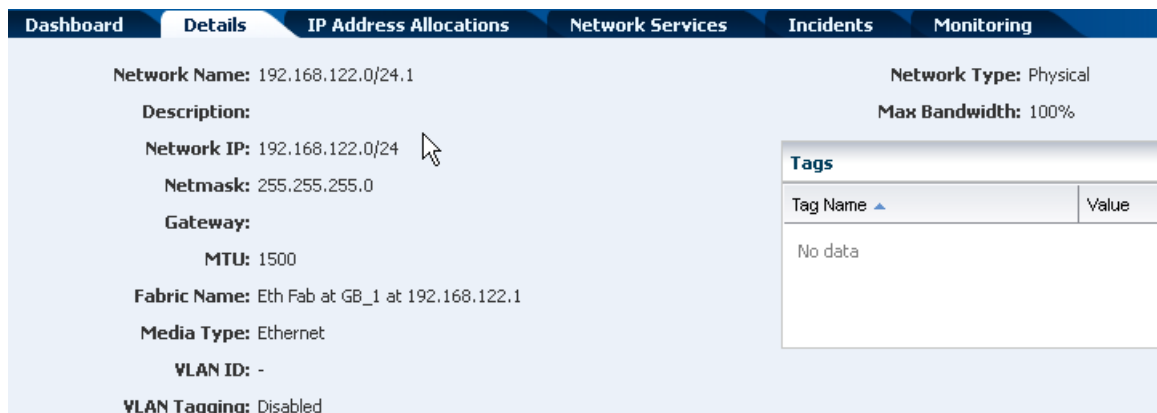 Dashboard Details IP Address Allocations Network Services Incidents Monitoring
Network Name: 192.168.122.0/24.1
Description:
Network IP: 192.168.122.0/24
Netmask: 255.255.255.0
Gateway:
MTU: 1500
Fabric Name: Eth Fab at GB_1 at 192.168.122.1
Media Type: Ethernet
VLAN ID: -
VLAN Tagging: Disabled
Network Type: Physical
Max Bandwidth: 100%
Tags
Tag Name Value
No data